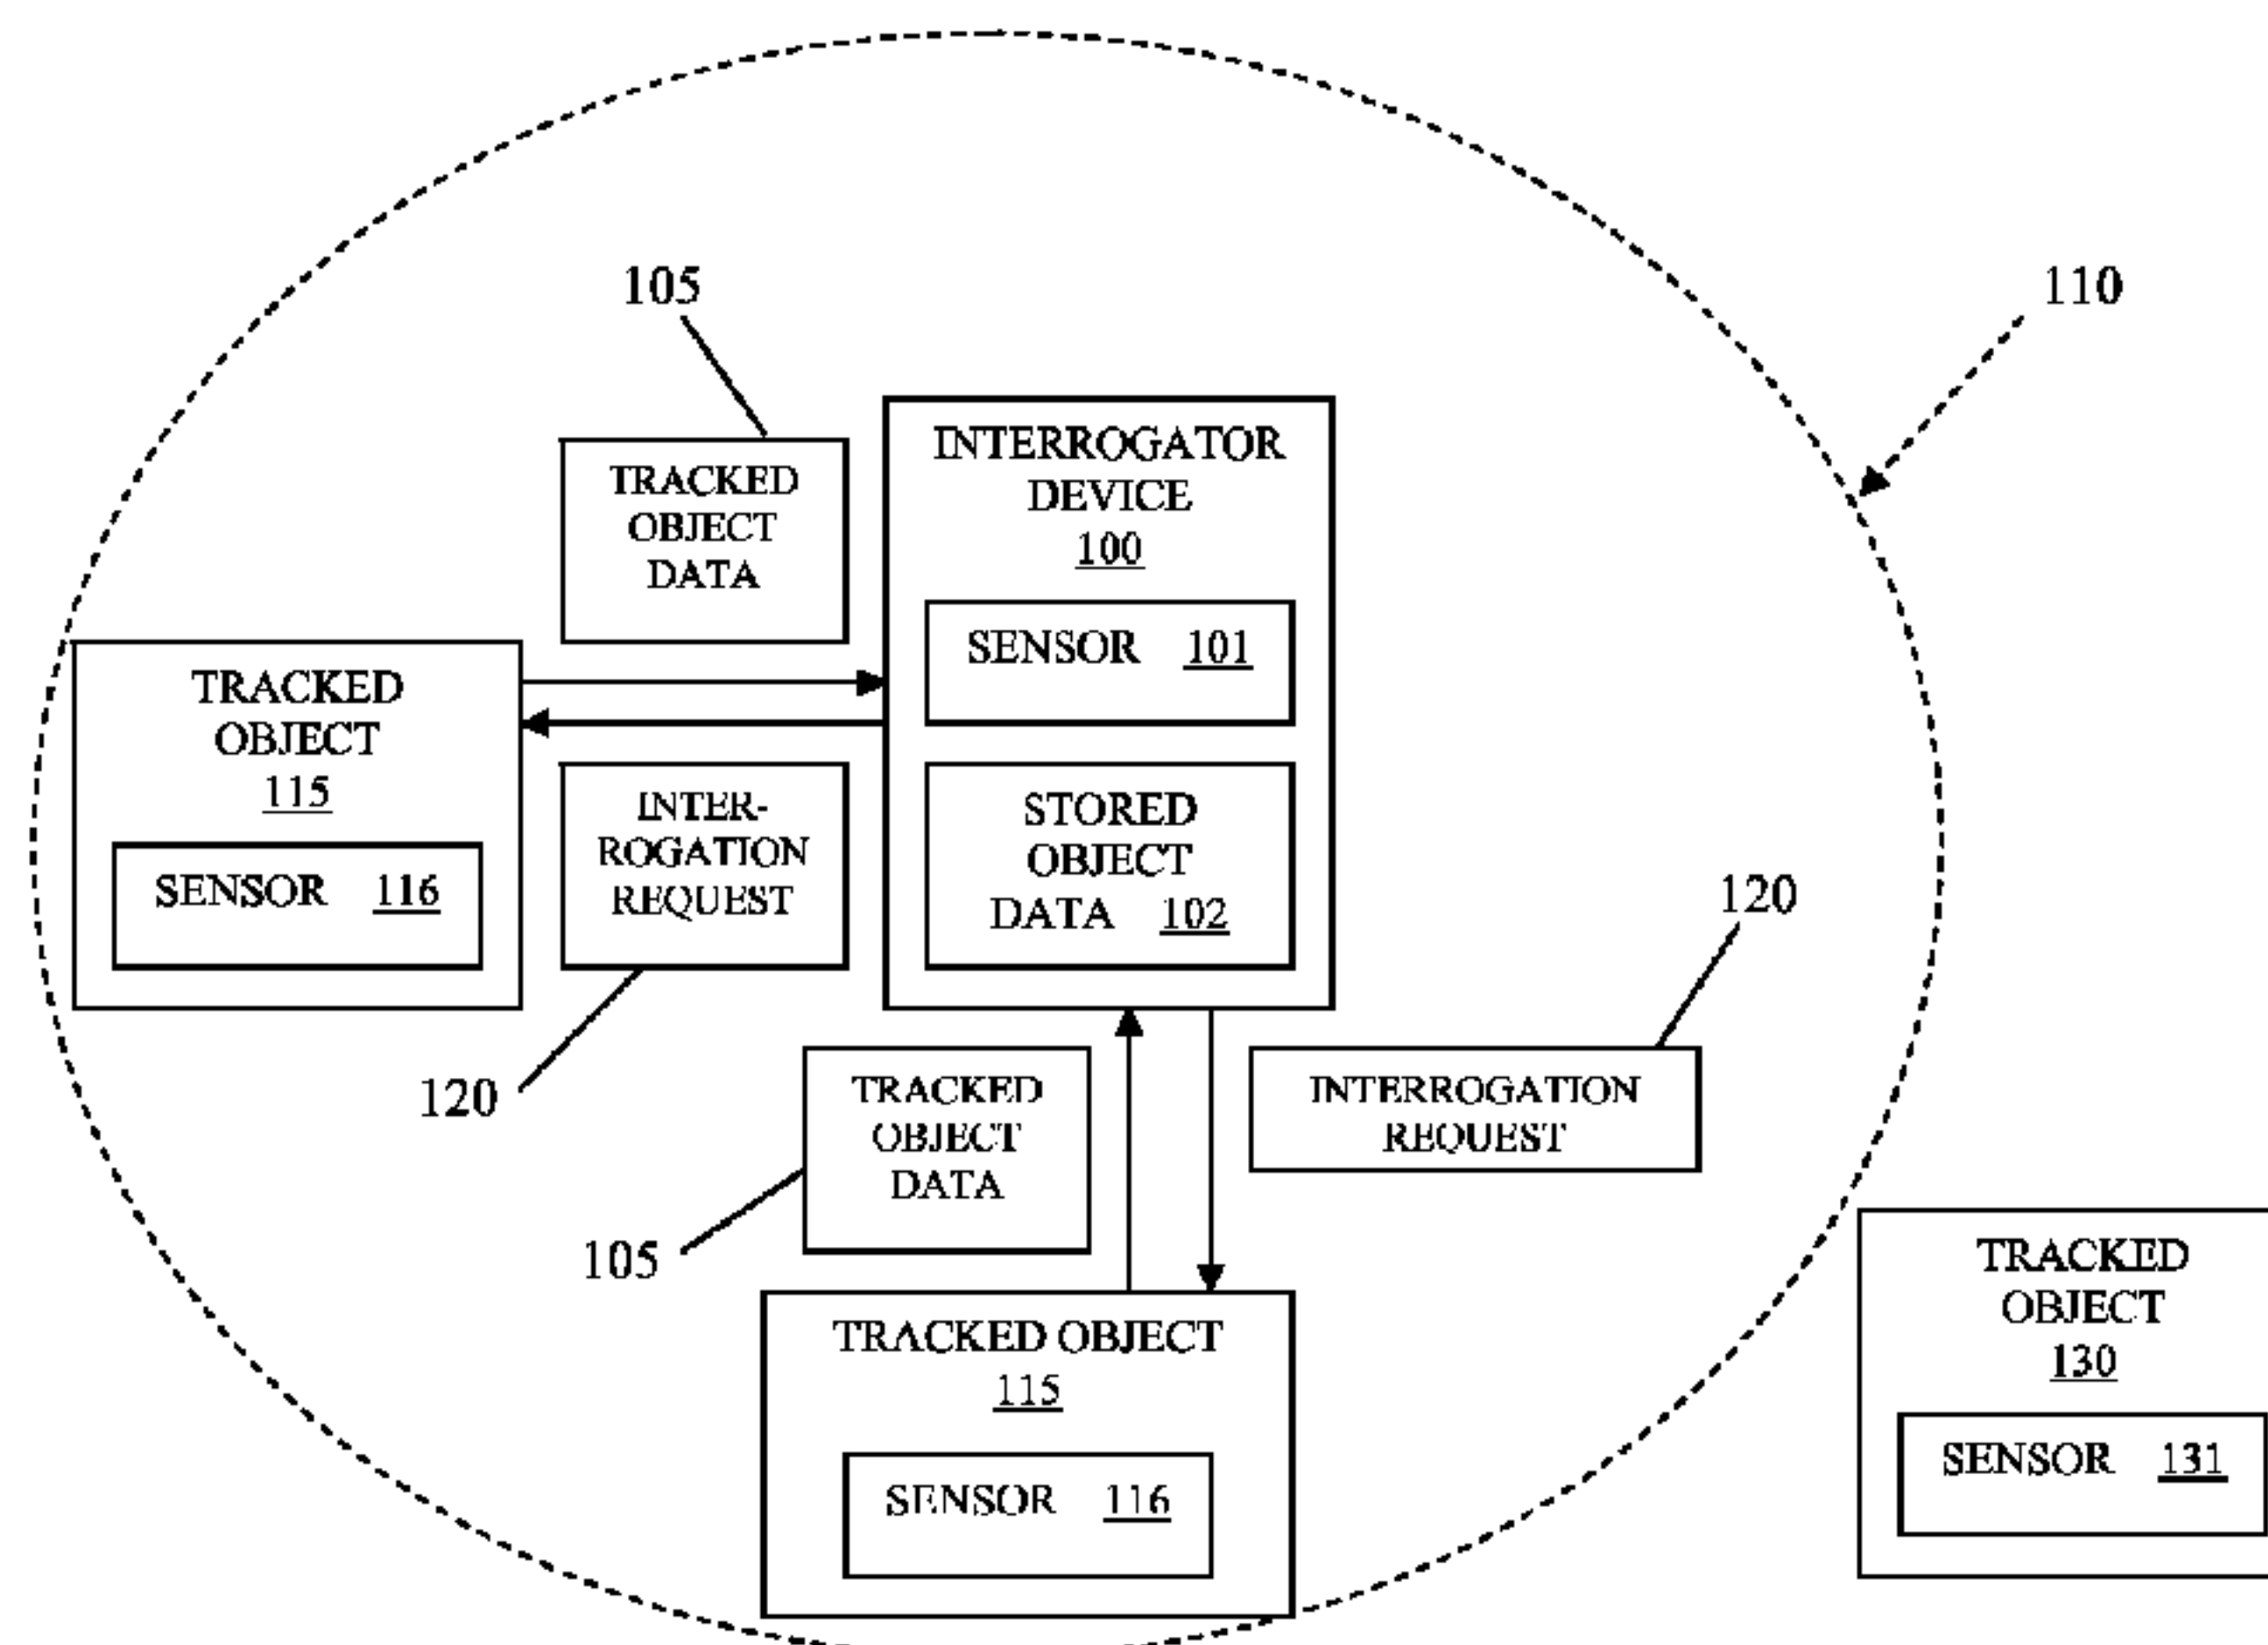 105
110
TRACKED
OBJECT
DATA
INTERROGATOR
DEVICE
100
SENSOR 101
STORED
OBJECT
DATA 102
TRACKED
OBJECT
115
SENSOR 116
INTER-
ROGATION
REQUEST
120
120
TRACKED
OBJECT
DATA
105
INTERROGATION
REQUEST
TRACKED OBJECT
115
SENSOR 116
TRACKED
OBJECT
130
SENSOR 131